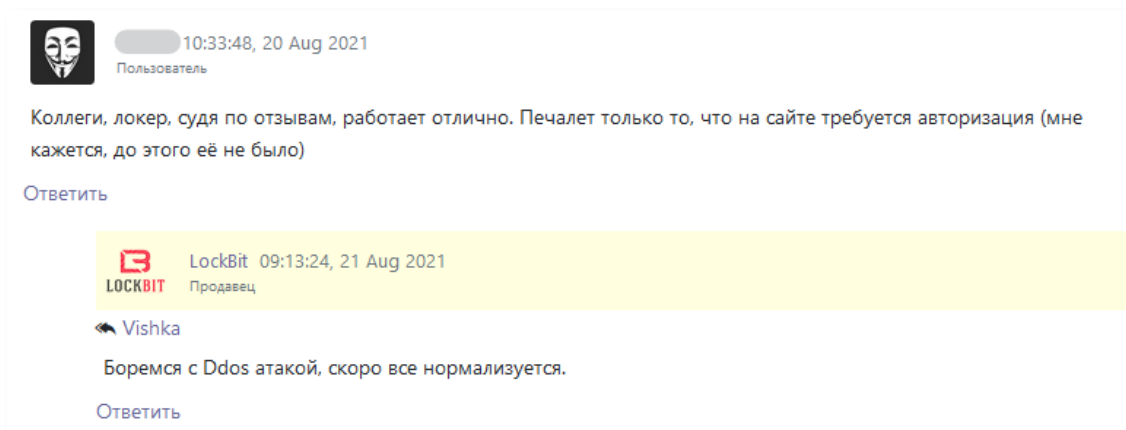 10:33:48, 20 Aug 2021
Пользователь
Коллеги, локер, судя по отзывам, работает отлично. Печалет только то, что на сайте требуется авторизация (мне
кажется, до этого её не было)
Ответить
LockBit 09:13:24, 21 Aug 2021
LOCKBIT Продавец
Vishka
Боремся с Ddos атакой, скоро все нормализуется.
Ответить